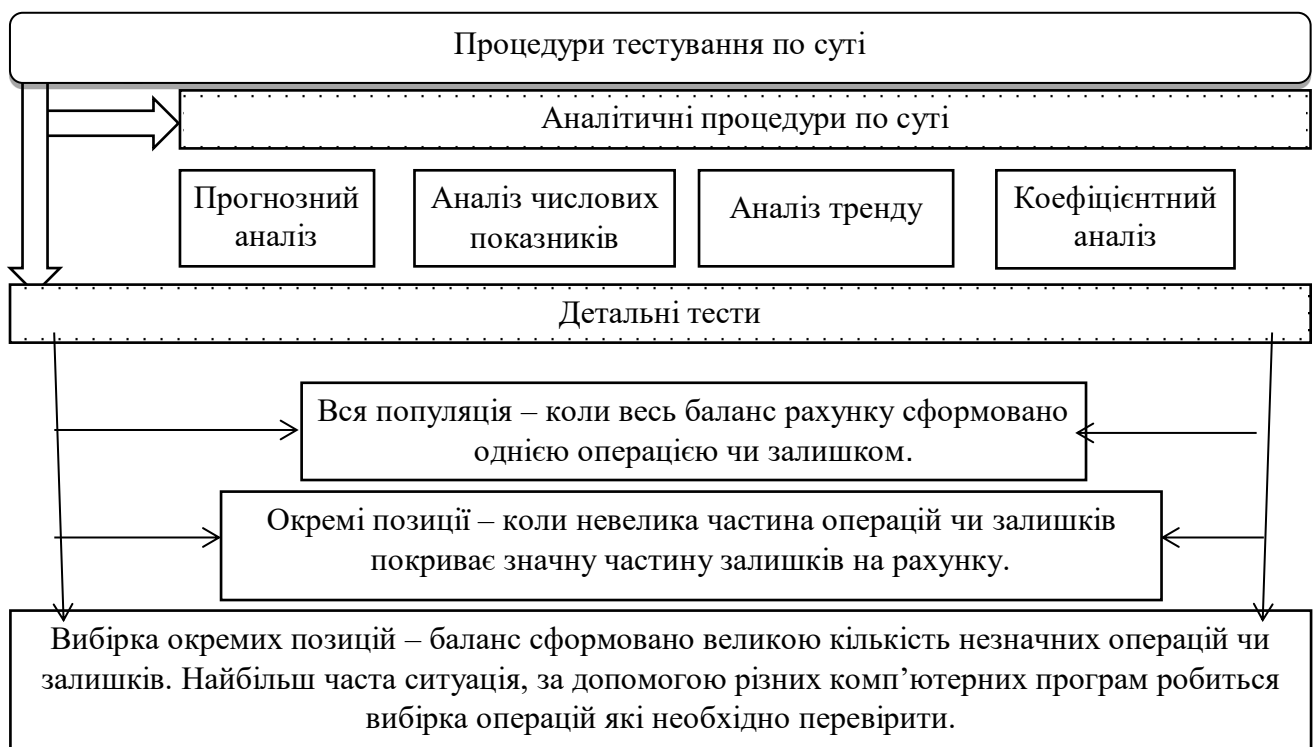 Процедури тестування по суті
Аналітичні процедури по суті
Прогнозний
аналіз
Аналіз числових
показників
Аналіз тренду
Коефіцієнтний
аналіз
Детальні тести
Вся популяція – коли весь баланс рахунку сформовано
однією операцією чи залишком.
Окремі позиції – коли невелика частина операцій чи залишків
покриває значну частину залишків на рахунку.
Вибірка окремих позицій – баланс сформовано великою кількість незначних операцій чи
залишків. Найбільш часта ситуація, за допомогою різних комп’ютерних програм робиться
вибірка операцій які необхідно перевірити.